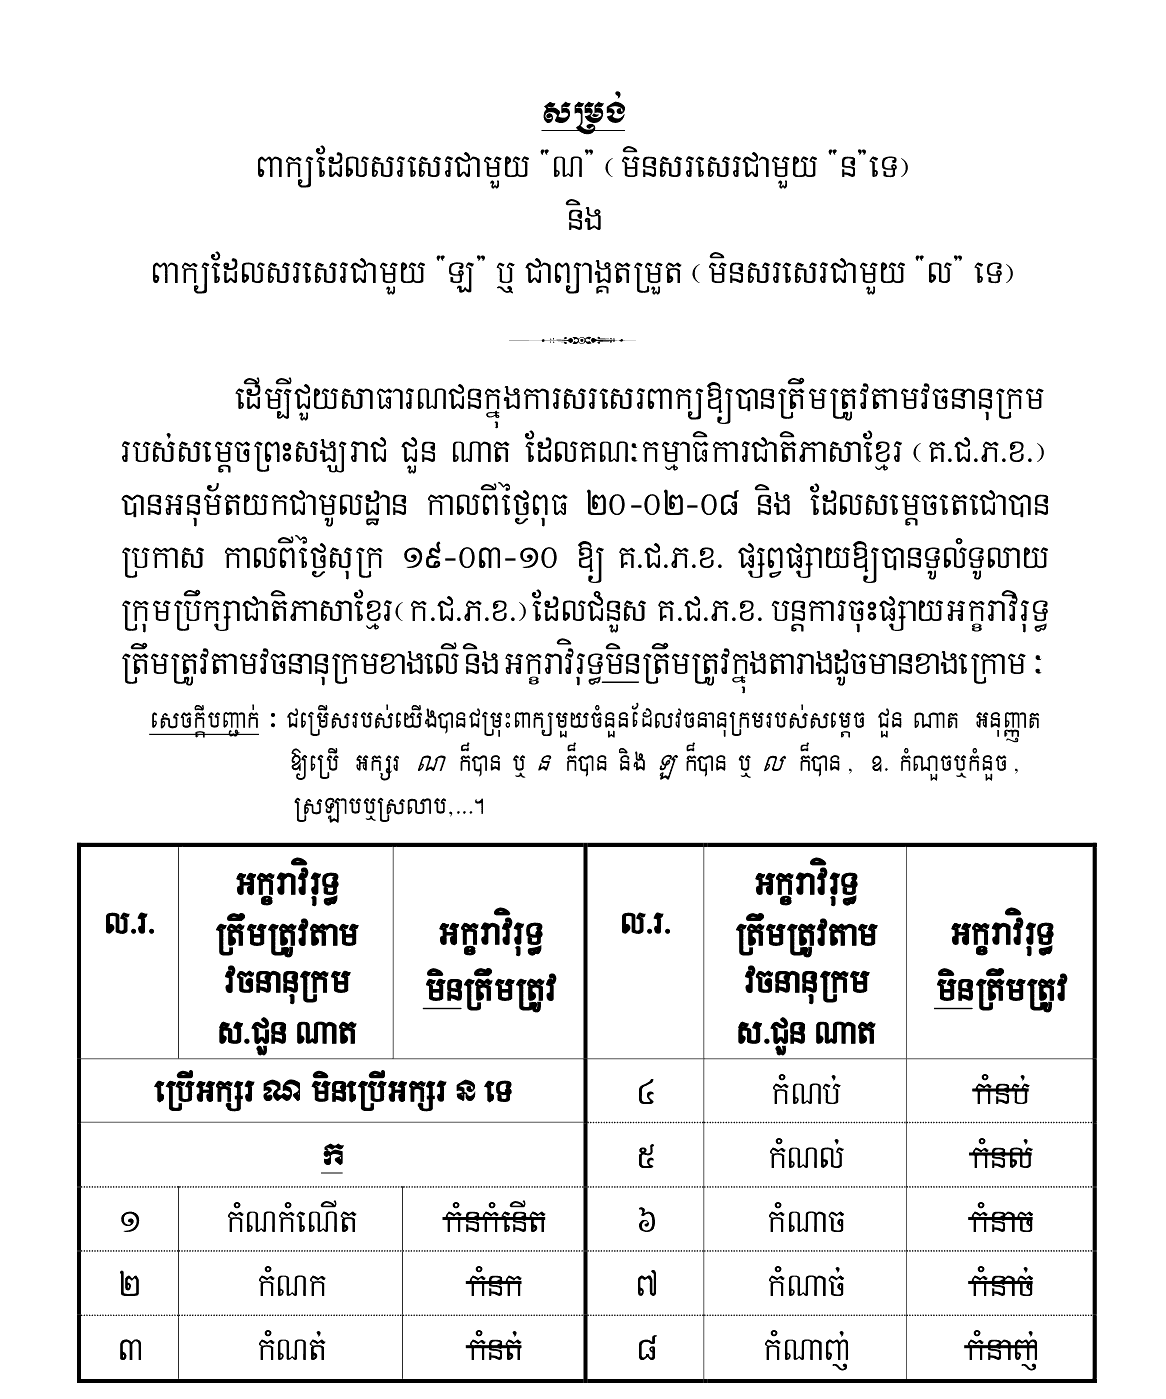 សម្រង់
ពាក្យដែលសរសេរជាមួយ "ណ" ( មិនសរសេរជាមួយ "ន"ទេ)
និង
ពាក្យដែលសរសេរជាមួយ "ឡ" ឬ ជាព្យាង្គតម្រួត ( មិនសរសេរជាមួយ "ល" ទេ)
ដើម្បីជួយសាធារណជនក្នុងការសរសេរពាក្យឱ្យបានត្រឹមត្រូវតាមវចនានុក្រម
របស់សម្ដេចព្រះសង្ឃរាជ ជួន ណាត ដែលគណៈកម្មាធិការជាតិភាសាខ្មែរ ( គ.ជ.ភ.ខ.)
បានអនុម័តយកជាមូលដ្ឋាន កាលពីថ្ងៃពុធ ២០-០២-០៨ និង ដែលសម្ដេចតេជោបាន
ប្រកាស កាលពីថ្ងៃសុក្រ ១៩-០៣-១០ ឱ្យ គ.ជ.ភ.ខ. ផ្សព្វផ្សាយឱ្យបានទូលំទូលាយ
ក្រុមប្រឹក្សាជាតិភាសាខ្មែរ( ក.ជ.ភ.ខ.) ដែលជំនួស គ.ជ.ភ.ខ. បន្តការចុះផ្សាយអក្ខរាវិរុទ្ធ
ត្រឹមត្រូវតាមវចនានុក្រមខាងលើ និង អក្ខរាវិរុទ្ធមិនត្រឹមត្រូវក្នុងតារាងដូចមានខាងក្រោម ៖
សេចក្ដីបញ្ជាក់ ៖ ជម្រើសរបស់យើងបានជម្រុះពាក្យមួយចំនួនដែលវចនានុក្រមរបស់សម្ដេច ជួន ណាត អនុញ្ញាត
ឱ្យប្រើ អក្សរ ណ ក៏បាន ឬ ន ក៏បាន និង ឡ ក៏បាន ឬ ល ក៏បាន , ឧ. កំណួចឬកំនួច ,
ស្រឡាបឬស្រលាប,...។
ល.រ. អក្ខរាវិរុទ្ធ ត្រឹមត្រូវតាម វចនានុក្រម ស.ជួន ណាត អក្ខរាវិរុទ្ធ មិនត្រឹមត្រូវ ល.រ. អក្ខរាវិរុទ្ធ ត្រឹមត្រូវតាម វចនានុក្រម ស.ជួន ណាត អក្ខរាវិរុទ្ធ មិនត្រឹមត្រូវ
ប្រើអក្សរ ណ មិនប្រើអក្សរ ន ទេ ៤ កំណប់ កំនប់
ក ៥ កំណល់ កំនល់
១ កំណកំណើត កំនកំនើត ៦ កំណាច កំនាច
២ កំណក កំនក ៧ កំណាច់ កំនាច់
៣ កំណត់ កំនត់ ៨ កំណាញ់ កំនាញ់